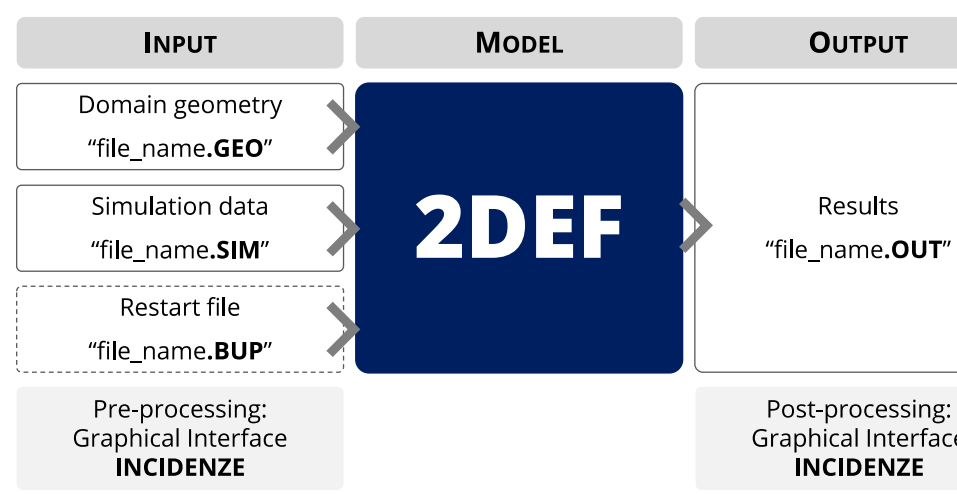 INPUT
MODEL
OUTPUT
Domain geometry
“file_name.GEO”
Simulation data
“file_name.SIM”
Restart file
“file_name.BUP”
2DEF
Results
“file_name.OUT”
Pre-processing:
Graphical Interface
INCIDENZE
Post-processing:
Graphical Interface
INCIDENZE